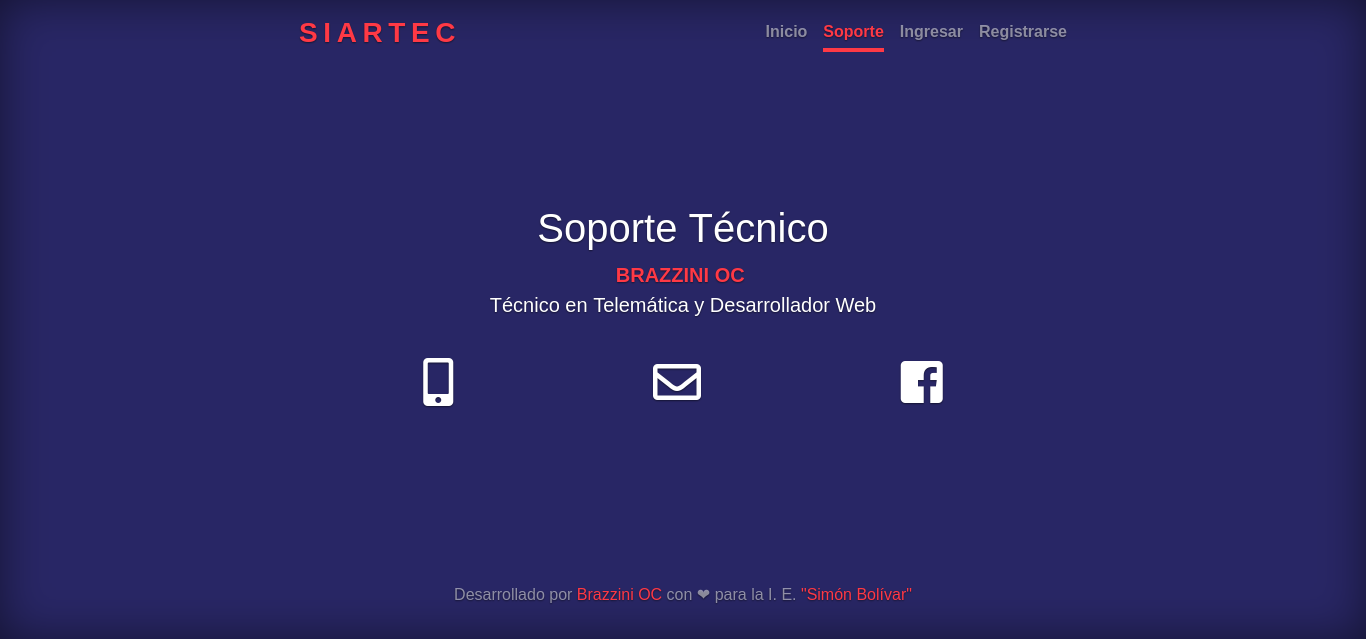 SIARTEC
Inicio Soporte Ingresar Registrarse
Soporte Técnico
BRAZZINI OC
Técnico en Telemática y Desarrollador Web
Desarrollado por Brazzini OC con ❤ para la I. E. "Simón Bolívar"